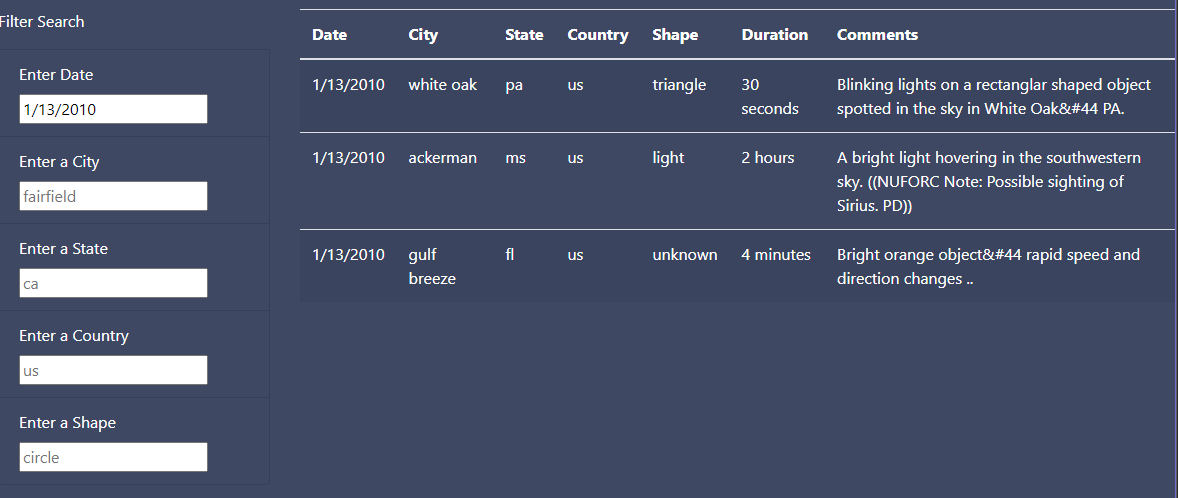 Filter Search
Enter Date
1/13/2010
Enter a City
fairfield
Enter a State
ca
Enter a Country
us
Enter a Shape
circle
Date City State Country Shape Duration Comments
1/13/2010 white oak pa us triangle 30 Blinking lights on a rectanglar shaped object
seconds spotted in the sky in White Oak&#44 PA.
1/13/2010 ackerman ms us light 2 hours A bright light hovering in the southwestern
sky. ((NUFORC Note: Possible sighting of
Sirius. PD))
1/13/2010 gulf fl us unknown 4 minutes Bright orange object&#44 rapid speed and
breeze direction changes ..